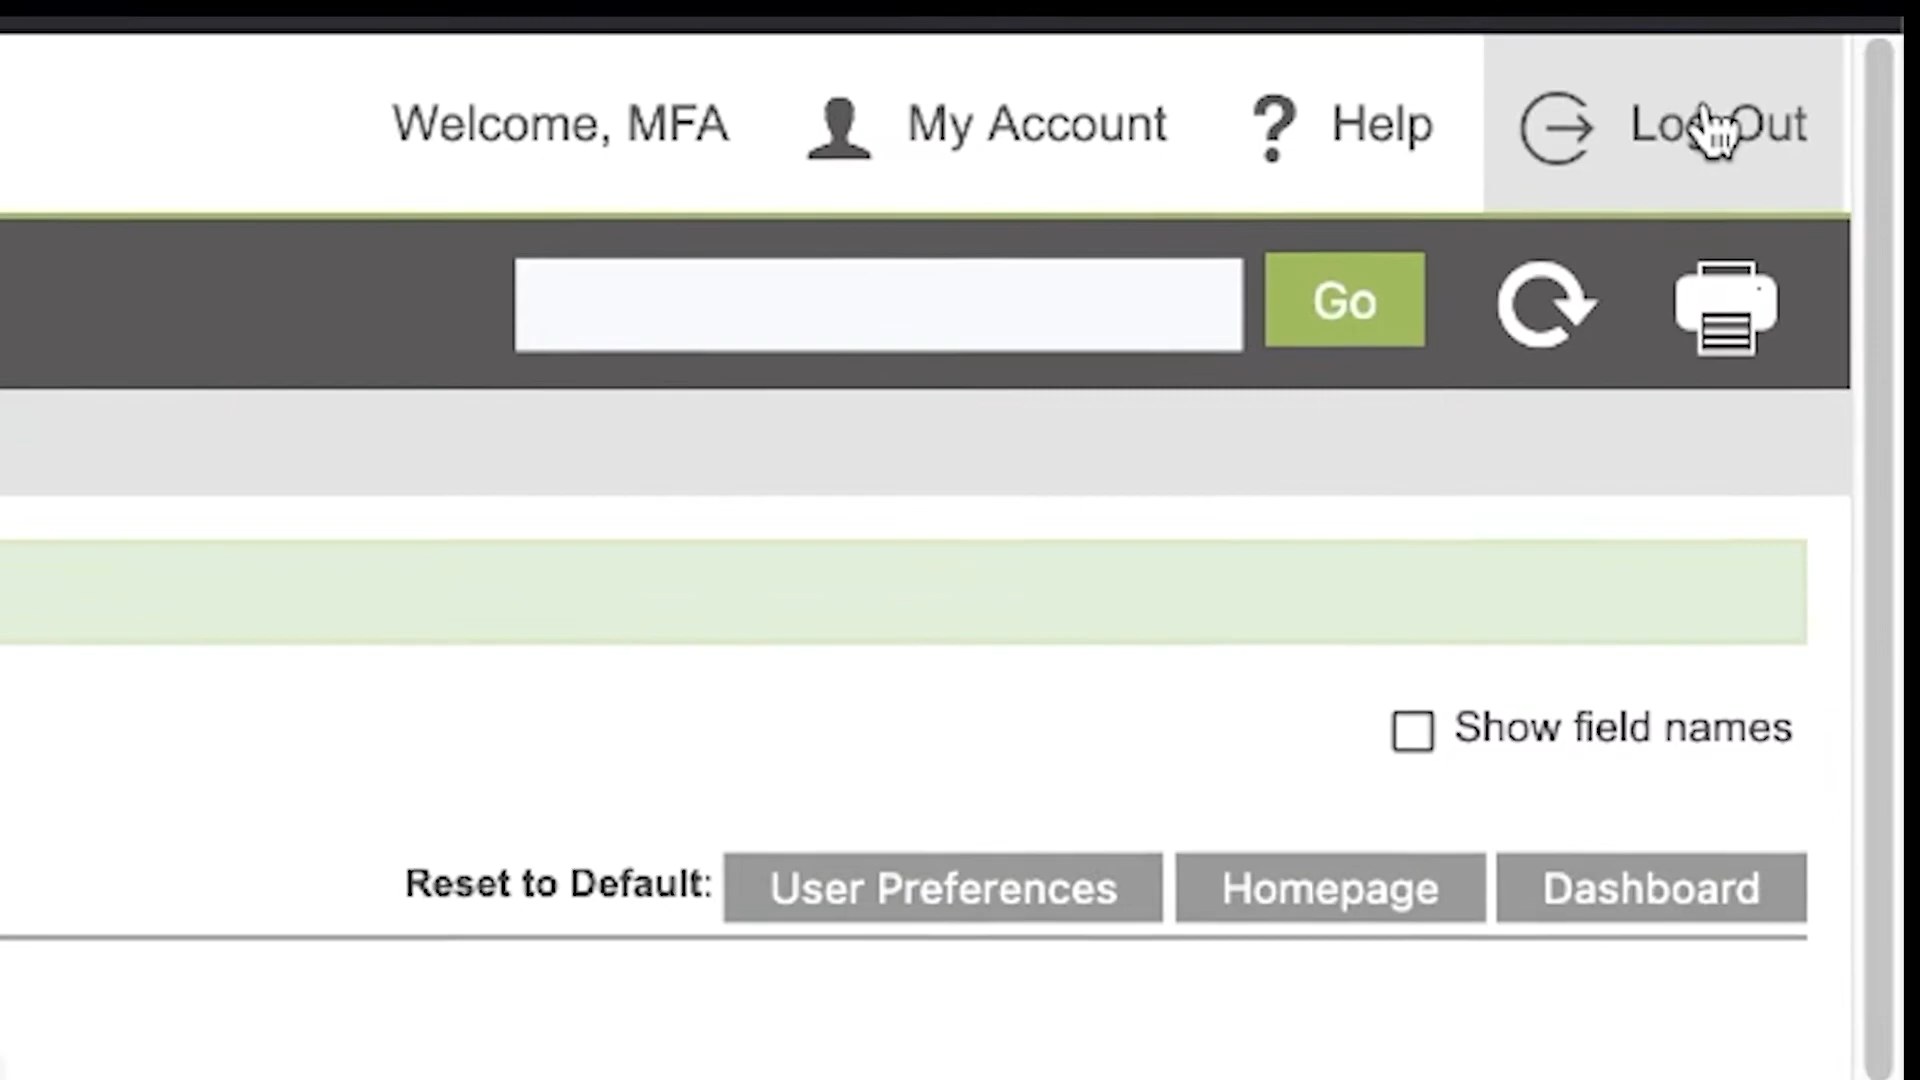 Welcome, MFA My Account Help Log Out
Go
Show field names
Reset to Default: User Preferences Homepage Dashboard